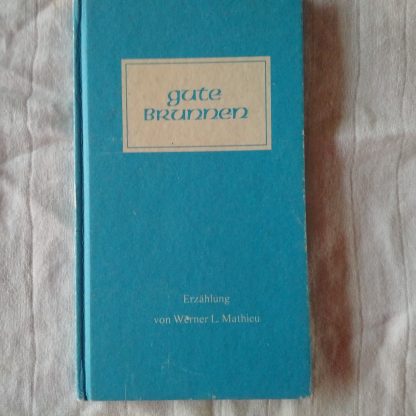 gute
BRUNNEN
Erzählung
von Werner L. Mathieu